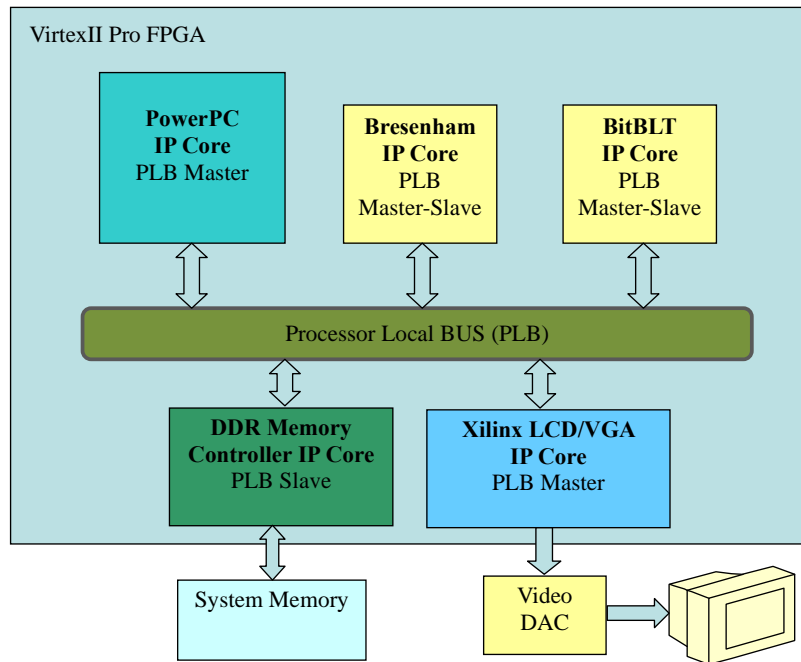 VirtexII Pro FPGA
PowerPC
IP Core
PLB Master
Bresenham
IP Core
PLB
Master-Slave
BitBLT
IP Core
PLB
Master-Slave
Processor Local BUS (PLB)
DDR Memory
Controller IP Core
PLB Slave
Xilinx LCD/VGA
IP Core
PLB Master
System Memory
Video
DAC